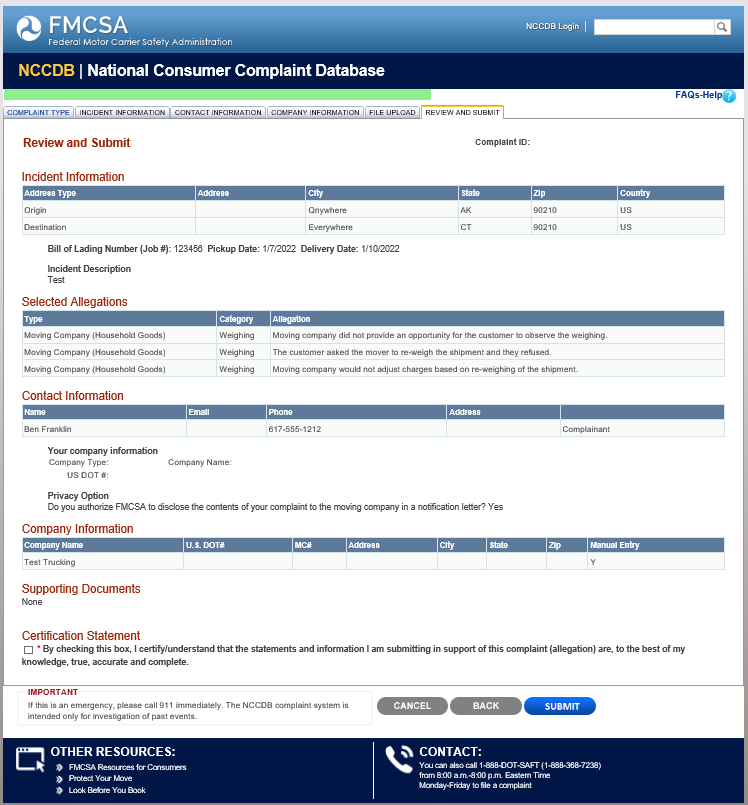 FMCSA
Federal Motor Carrier Safety Administration
NCCDB Login
NCCDB | National Consumer Complaint Database
FAQs-Help ?
COMPLAINT TYPE INCIDENT INFORMATION CONTACT INFORMATION COMPANY INFORMATION FILE UPLOAD REVIEW AND SUBMIT
Review and Submit Complaint ID:
Incident Information
Address Type Address City State Zip Country
Origin Qnywhere AK 90210 US
Destination Everywhere CT 90210 US
Bill of Lading Number (Job #): 123456 Pickup Date: 1/7/2022 Delivery Date: 1/10/2022
Incident Description
Test
Selected Allegations
Type Category Allegation
Moving Company (Household Goods) Weighing Moving company did not provide an opportunity for the customer to observe the weighing.
Moving Company (Household Goods) Weighing The customer asked the mover to re-weigh the shipment and they refused.
Moving Company (Household Goods) Weighing Moving company would not adjust charges based on re-weighing of the shipment.
Contact Information
Name Email Phone Address
Ben Franklin 617-555-1212 Complainant
Your company information
Company Type: Company Name:
US DOT #:
Privacy Option
Do you authorize FMCSA to disclose the contents of your complaint to the moving company in a notification letter? Yes
Company Information
Company Name U.S. DOT# MC# Address City State Zip Manual Entry
Test Trucking Y
Supporting Documents
None
Certification Statement
* By checking this box, I certify/understand that the statements and information I am submitting in support of this complaint (allegation) are, to the best of my
knowledge, true, accurate and complete.
IMPORTANT
If this is an emergency, please call 911 immediately. The NCCDB complaint system is
intended only for investigation of past events.
CANCEL BACK SUBMIT
OTHER RESOURCES:
FMCSA Resources for Consumers
Protect Your Move
Look Before You Book
CONTACT:
You can also call 1-888-DOT-SAFT (1-888-368-7238)
from 8:00 a.m.-8:00 p.m. Eastern Time
Monday-Friday to file a complaint